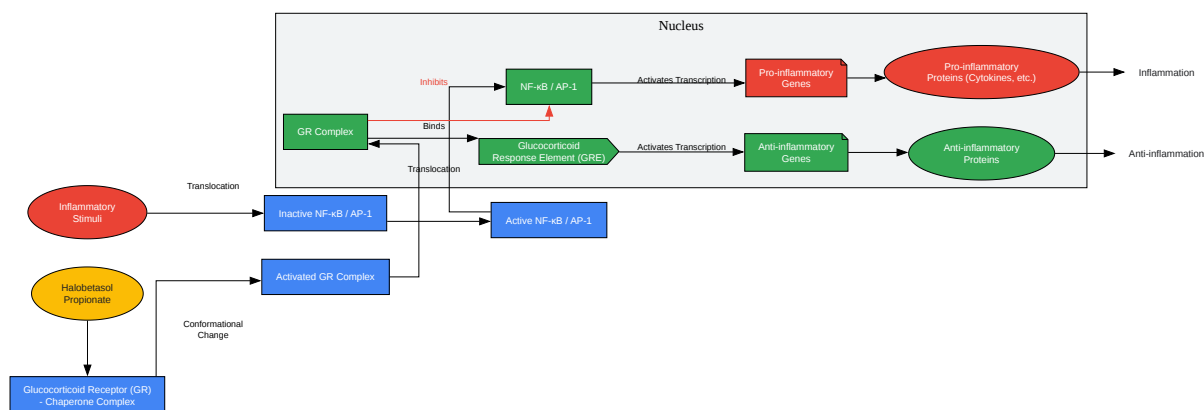 Nucleus
Inhibits
NF-κB / AP-1
Activates Transcription
Pro-inflammatory
Genes
Pro-inflammatory
Proteins (Cytokines, etc.)
Inflammation
GR Complex
Binds
Glucocorticoid
Response Element (GRE)
Activates Transcription
Anti-inflammatory
Genes
Anti-inflammatory
Proteins
Anti-inflammation
Translocation
Translocation
Inflammatory
Stimuli
Inactive NF-κB / AP-1
Active NF-κB / AP-1
Halobetasol
Propionate
Activated GR Complex
Conformational
Change
Glucocorticoid Receptor (GR)
- Chaperone Complex